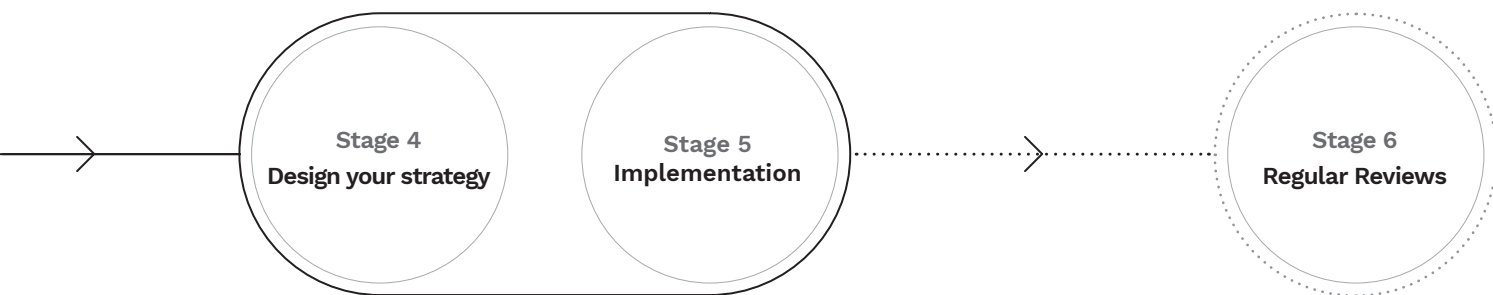 Stage 4
Design your strategy
Stage 5
Implementation
Stage 6
Regular Reviews